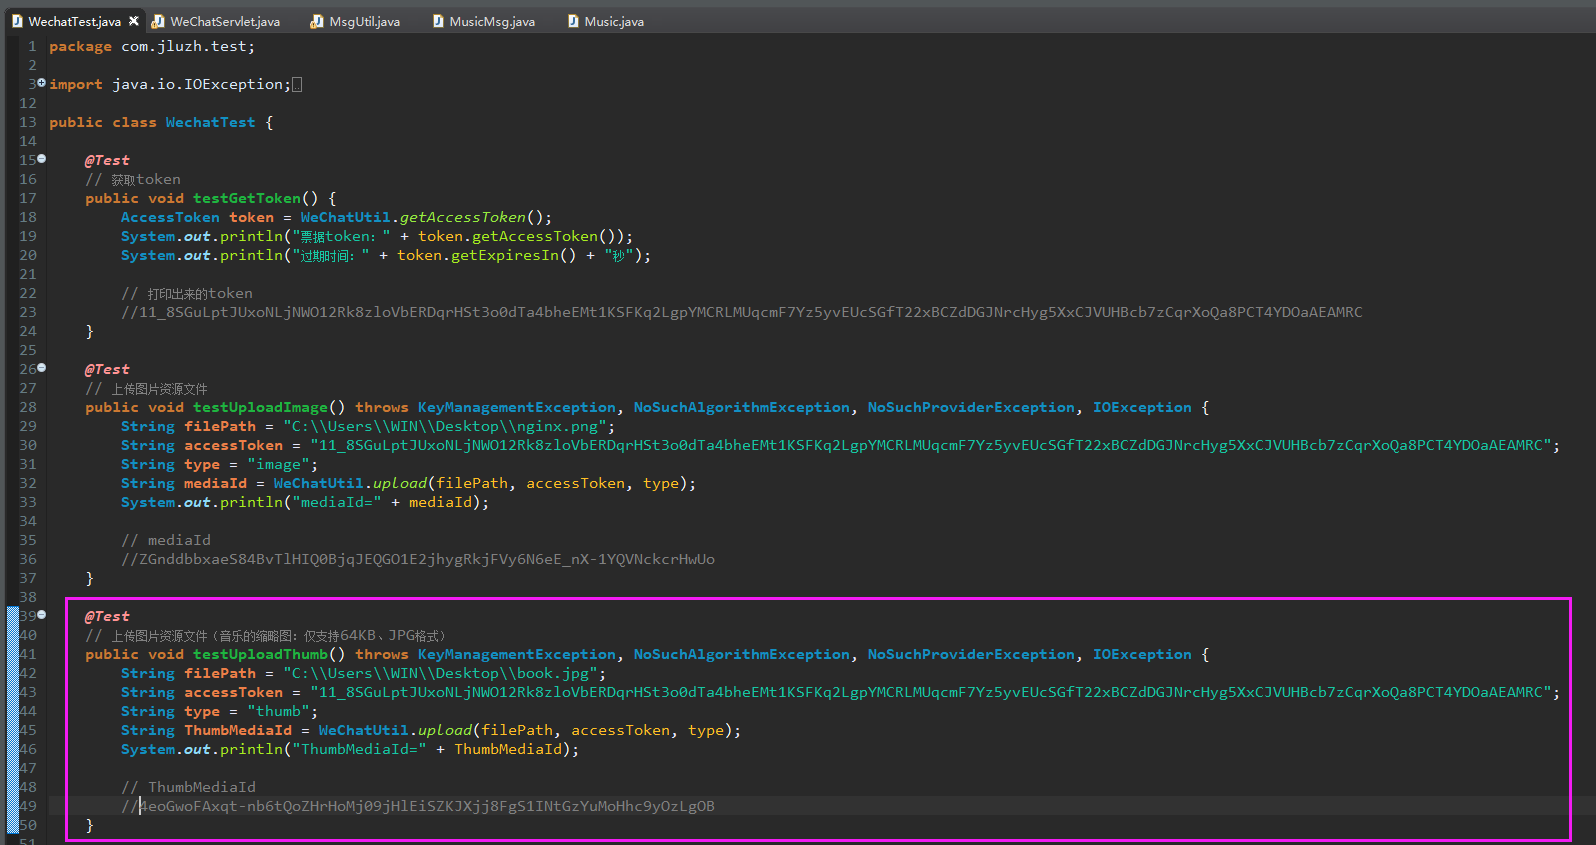 WechatTest.java WeChatServlet.java MsgUtil.java MusicMsg.java Music.java
1 package com.jluzh.test;
2
3 import java.io.IOException;
12
13 public class WechatTest {
14
15 @Test
16 // 获取token
17 public void testGetToken() {
18 AccessToken token = WeChatUtil.getAccessToken();
19 System.out.println("票据token: " + token.getAccessToken());
20 System.out.println("过期时间: " + token.getExpiresIn() + "秒");
21
22 // 打印出来的token
23 //11_8SGuLptJUxoNLjNWO12Rk8zloVbERDqrHSt3o0dTa4bheEMt1KSFKq2LgpYMCRLMUqcmF7Yz5yvEUcSGfT22xBCZdDGJNrcHyg5XxCJVUHBcb7zCqrXoQa8PCT4YDOaAEAMRC
24 }
25
26 @Test
27 // 上传图片资源文件
28 public void testUploadImage() throws KeyManagementException, NoSuchAlgorithmException, NoSuchProviderException, IOException {
29 String filePath = "C:\\Users\\WIN\\Desktop\\nginx.png";
30 String accessToken = "11_8SGuLptJUxoNLjNWO12Rk8zloVbERDqrHSt3o0dTa4bheEMt1KSFKq2LgpYMCRLMUqcmF7Yz5yvEUcSGfT22xBCZdDGJNrcHyg5XxCJVUHBcb7zCqrXoQa8PCT4YDOaAEAMRC";
31 String type = "image";
32 String mediaId = WeChatUtil.upload(filePath, accessToken, type);
33 System.out.println("mediaId=" + mediaId);
34
35 // mediaId
36 //ZGnddbbxaeS84BvTlHIQ0BjqJEQGO1E2jhygRkjFVy6N6eE_nX-1YQVNckcrHwUo
37 }
38
39 @Test
40 // 上传图片资源文件（音乐的缩略图：仅支持64KB、JPG格式）
41 public void testUploadThumb() throws KeyManagementException, NoSuchAlgorithmException, NoSuchProviderException, IOException {
42 String filePath = "C:\\Users\\WIN\\Desktop\\book.jpg";
43 String accessToken = "11_8SGuLptJUxoNLjNWO12Rk8zloVbERDqrHSt3o0dTa4bheEMt1KSFKq2LgpYMCRLMUqcmF7Yz5yvEUcSGfT22xBCZdDGJNrcHyg5XxCJVUHBcb7zCqrXoQa8PCT4YDOaAEAMRC";
44 String type = "thumb";
45 String ThumbMediaId = WeChatUtil.upload(filePath, accessToken, type);
46 System.out.println("ThumbMediaId=" + ThumbMediaId);
47
48 // ThumbMediaId
49 //4eoGwoFAxqt-nb6tQoZHrHoMj09jHlEiSZKJXjj8FgS1INtGzYuMoHhc9yOzLgOB
50 }
51